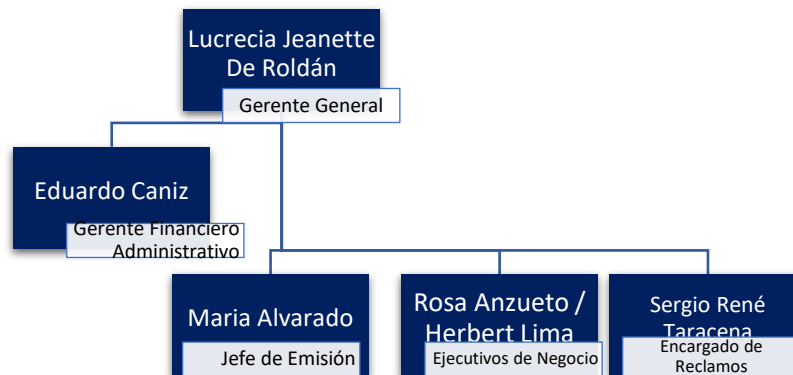 Lucrecia Jeanette
De Roldán
Gerente General
Eduardo Caniz
Gerente Financiero
Administrativo
Maria Alvarado
Jefe de Emisión
Rosa Anzueto /
Herbert Lima
Ejecutivos de Negocio
Sergio René
Taracena
Encargado de
Reclamos